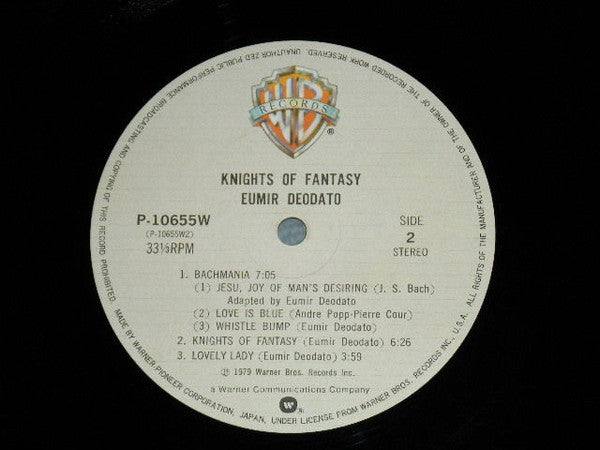 WB
RECORDS
®
KNIGHTS OF FANTASY
EUMIR DEODATO
P-10655W
(P-10655W2)
33⅓RPM
SIDE
2
STEREO
1. BACHMANIA 7:05
(1) JESU, JOY OF MAN'S DESIRING (J. S. Bach)
Adapted by Eumir Deodato
(2) LOVE IS BLUE (Andre Popp-Pierre Cour)
(3) WHISTLE BUMP (Eumir Deodato)
2. KNIGHTS OF FANTASY (Eumir Deodato) 6:26
3. LOVELY LADY (Eumir Deodato) 3:59
℗ 1979 Warner Bros. Records Inc.
a Warner Communications Company
MADE BY WARNER-PIONEER CORPORATION, JAPAN, UNDER LICENSE FROM WARNER BROS. RECORDS INC., U.S.A. ALL RIGHTS OF THE MANUFACTURER AND OF THE OWNER OF THE RECORDED WORK RESERVED. UNAUTHORIZED PUBLIC PERFORMANCE BROADCASTING AND COPYING OF THIS RECORD PROHIBITED.